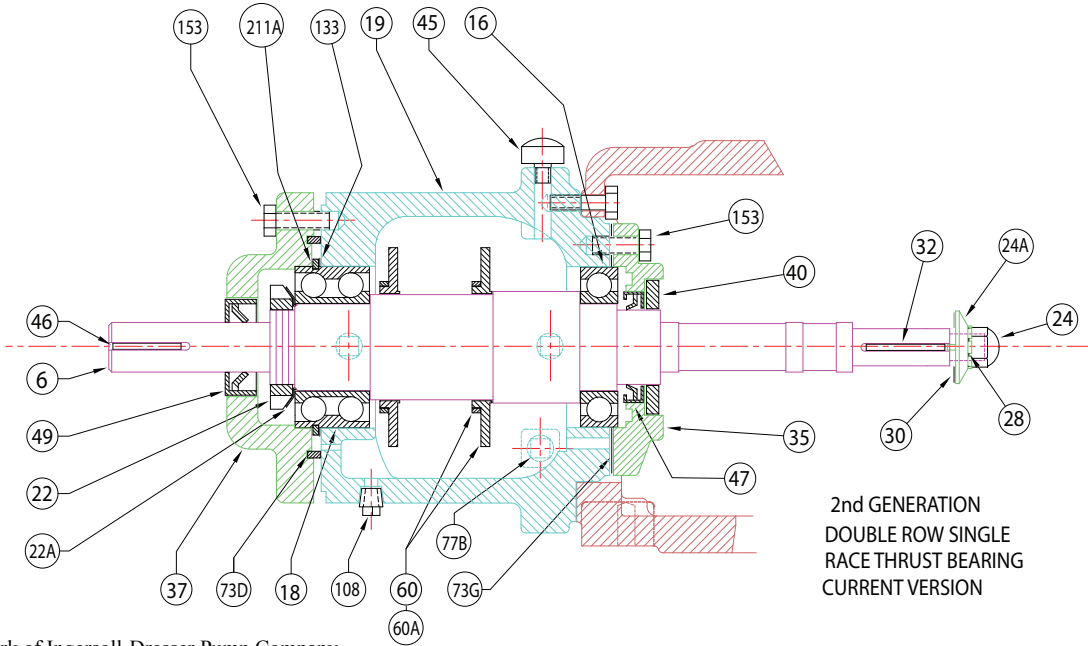 153
211A
133
19
45
16
153
32
24A
40
46
24
6
49
28
30
35
22
47
22A
77B
37
73D
18
108
60
73G
60A
2nd GENERATION
DOUBLE ROW SINGLE
RACE THRUST BEARING
CURRENT VERSION
of Ingersoll-Dresser Pump Company